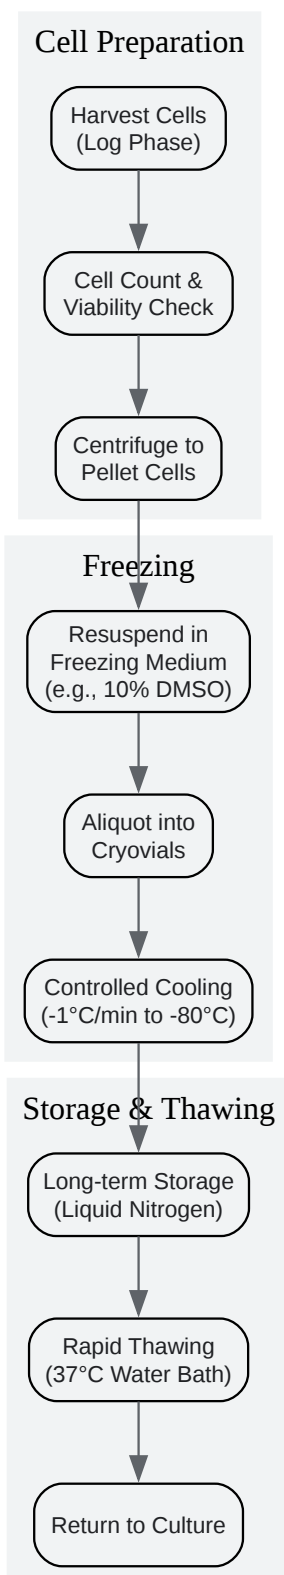 Cell Preparation
Harvest Cells
(Log Phase)
Cell Count &
Viability Check
Centrifuge to
Pellet Cells
Freezing
Resuspend in
Freezing Medium
(e.g., 10% DMSO)
Aliquot into
Cryovials
Controlled Cooling
(-1°C/min to -80°C)
Storage & Thawing
Long-term Storage
(Liquid Nitrogen)
Rapid Thawing
(37°C Water Bath)
Return to Culture